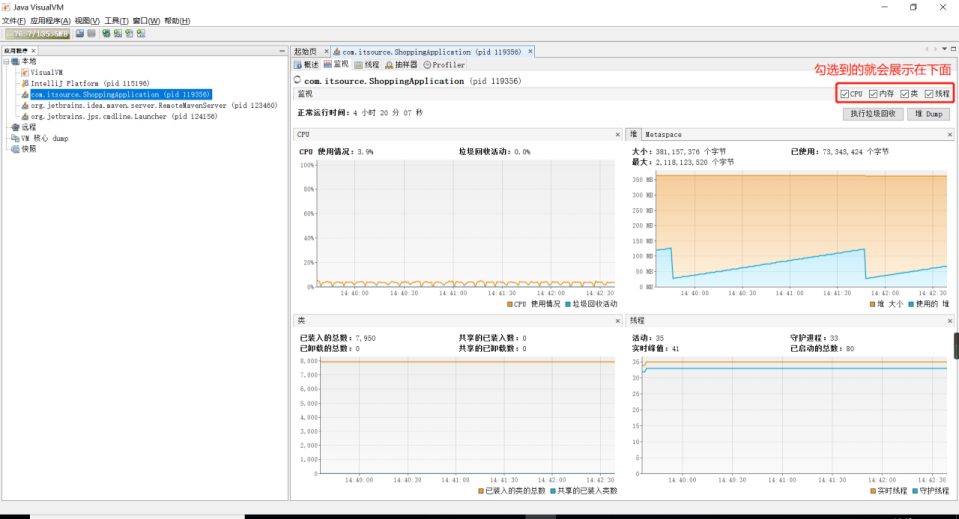 Java VisualVM
文件(F) 应用程序(A) 视图(V) 工具(T) 窗口(W) 帮助(H)
应用程序 ×
本地
VisualVM
IntelliJ Platform (pid 115196)
com.itsource.ShoppingApplication (pid 119356)
org.jetbrains.idea.maven.server.RemoteMavenServer (pid 123460)
org.jetbrains.jps.cmdline.Launcher (pid 124156)
远程
VM 核心 dump
快照
起始页 × com.itsource.ShoppingApplication (pid 119356) ×
概述 监视 线程 抽样器 Profiler
勾选到的就会展示在下面
com.itsource.ShoppingApplication (pid 119356)
监视
CPU 内存 类 线程
正常运行时间: 4 小时 20 分 07 秒
执行垃圾回收 堆 Dump
CPU ×
CPU 使用情况: 3.9% 垃圾回收活动: 0.0%
100%
80%
60%
40%
20%
0%
14:40:00 14:40:30 14:41:00 14:41:30 14:42:00 14:42:30
CPU 使用情况 垃圾回收活动
堆 Metaspace ×
大小: 381,157,376 个字节 已使用: 73,343,424 个字节
最大: 2,118,123,520 个字节
350 MB
300 MB
250 MB
200 MB
150 MB
100 MB
50 MB
0 MB
14:40:00 14:40:30 14:41:00 14:41:30 14:42:00 14:42:30
堆 大小 使用的 堆
类 ×
已装入的总数: 7,950 共享的已装入数: 0
已卸载的总数: 0 共享的已卸载数: 0
8,000
7,000
6,000
5,000
4,000
3,000
2,000
1,000
0
14:40:00 14:40:30 14:41:00 14:41:30 14:42:00 14:42:30
已装入的类的总数 共享的已装入类数
线程 ×
活动: 35 守护进程: 33
实时峰值: 41 已启动的总数: 80
35
30
25
20
15
10
5
0
14:40:00 14:40:30 14:41:00 14:41:30 14:42:00 14:42:30
实时线程 守护线程